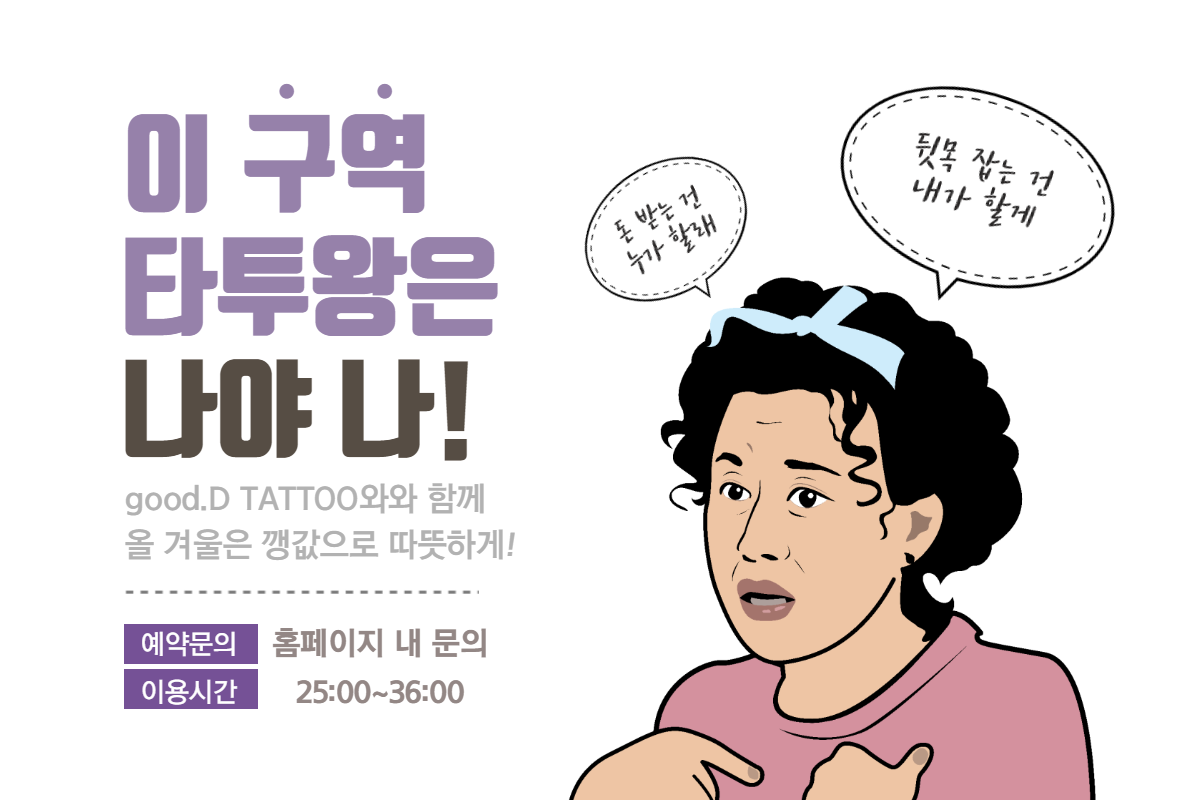 이 구역
타투왕은
나야 나!
good.D TATTOO와와 함께
올 겨울은 깽값으로 따뜻하게!
예약문의 홈페이지 내 문의
이용시간 25:00~36:00
돈 받는 건
누가 할래
뒷목 잡는 건
내가 할게